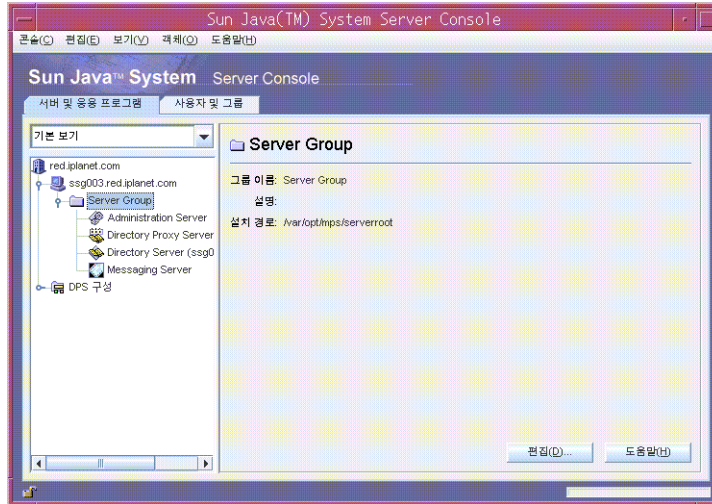 Sun Java(TM) System Server Console
콘솔(C) 편집(E) 보기(V) 객체(O) 도움말(H)
Sun Java™ System Server Console
서버 및 응용 프로그램 사용자 및 그룹
기본 보기
red.iplanet.com
ssg003.red.iplanet.com
Server Group
Administration Server
Directory Proxy Server
Directory Server (ssg0
Messaging Server
DPS 구성
Server Group
그룹 이름: Server Group
설명:
설치 경로: /var/opt/mps/serverroot
편집(D)... 도움말(H)